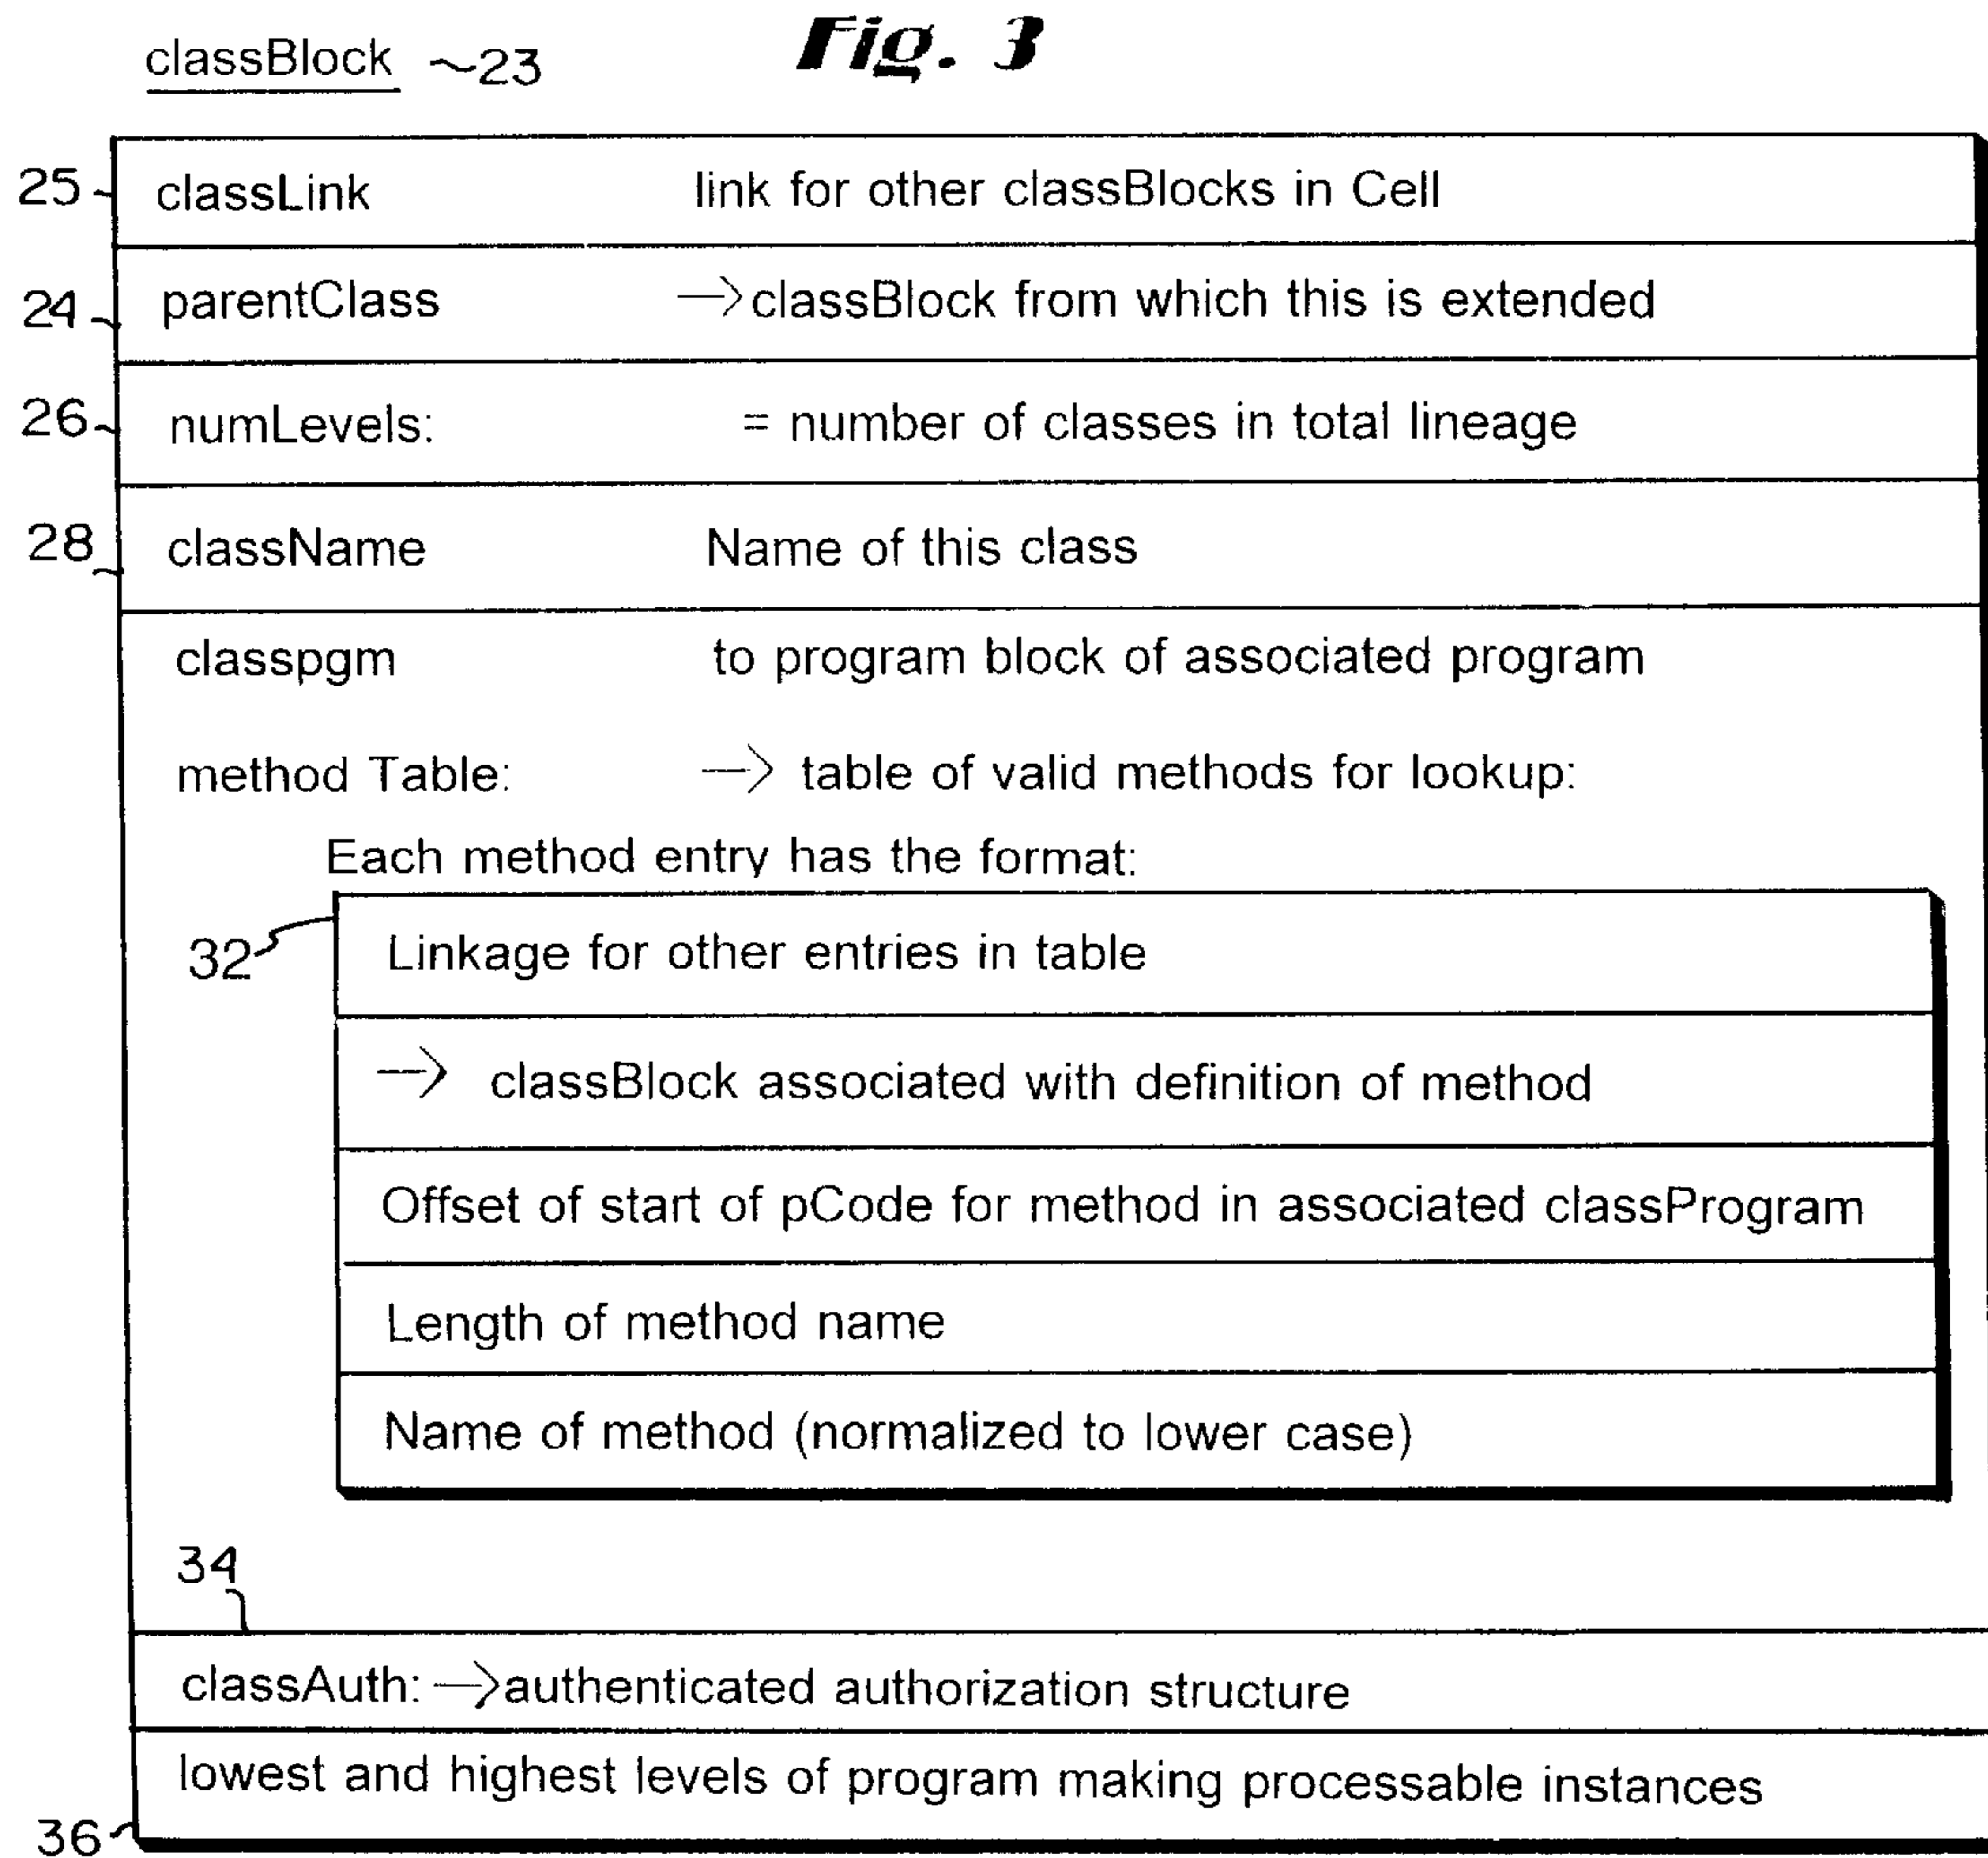 Fig. 3
classBlock ~23
25 classLink link for other classBlocks in Cell
24 parentClass → classBlock from which this is extended
26 numLevels: = number of classes in total lineage
28 className Name of this class
classpgm to program block of associated program
method Table: → table of valid methods for lookup:
Each method entry has the format:
32 Linkage for other entries in table
→ classBlock associated with definition of method
Offset of start of pCode for method in associated classProgram
Length of method name
Name of method (normalized to lower case)
34
classAuth: → authenticated authorization structure
lowest and highest levels of program making processable instances
36